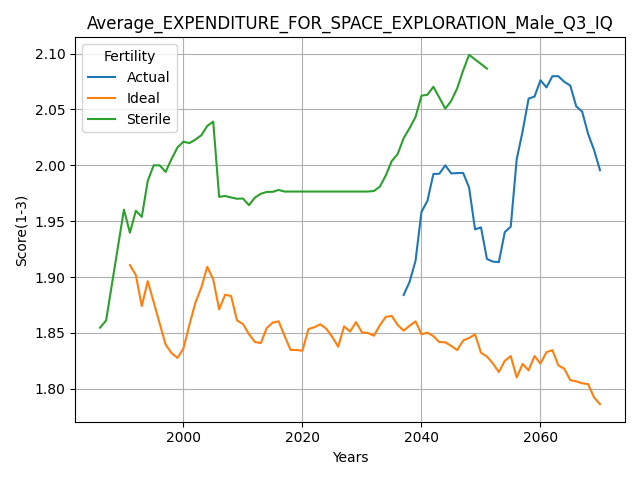 Average_EXPENDITURE_FOR_SPACE_EXPLORATION_Male_Q3_IQ
Fertility
Actual
Ideal
Sterile
Score(1-3)
2.10
2.05
2.00
1.95
1.90
1.85
1.80
2000 2020 2040 2060
Years